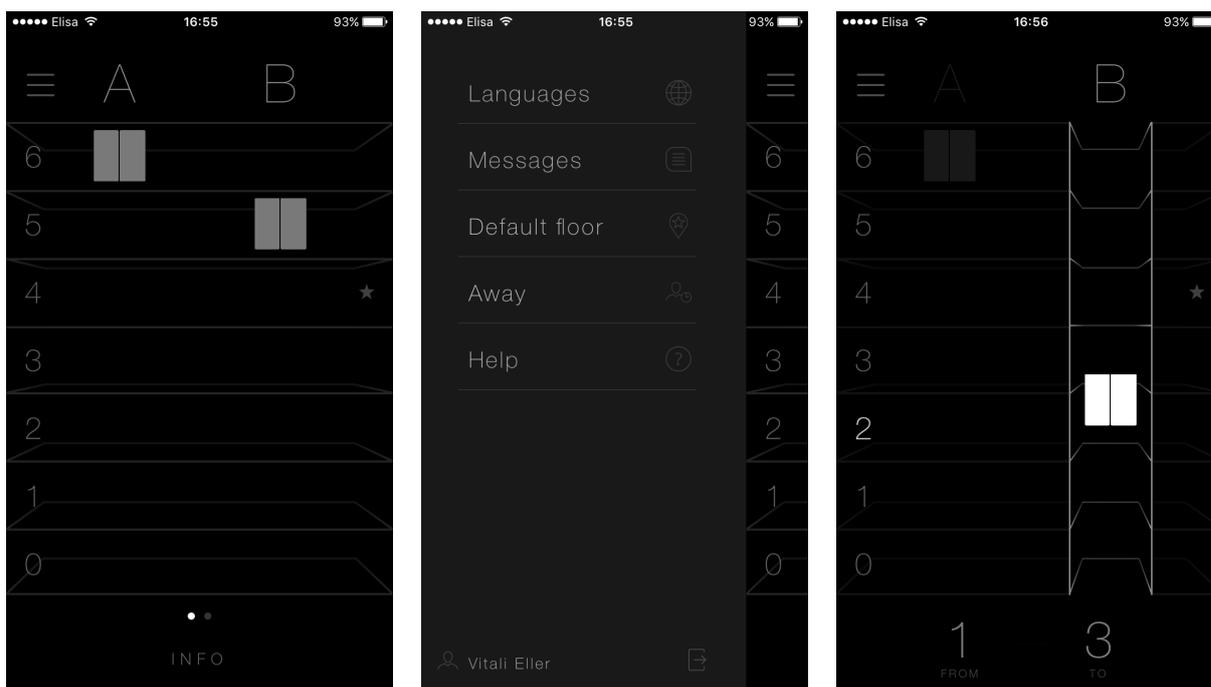 Elisa 16:55 93%
A B
6
5
4
3
2
1
0
INFO
Elisa 16:55 93%
Languages
Messages
Default floor
Away
Help
6
5
4
3
2
1
0
Vitali Eller
Elisa 16:56 93%
A B
6
5
4
3
2
1
0
1 3
FROM TO